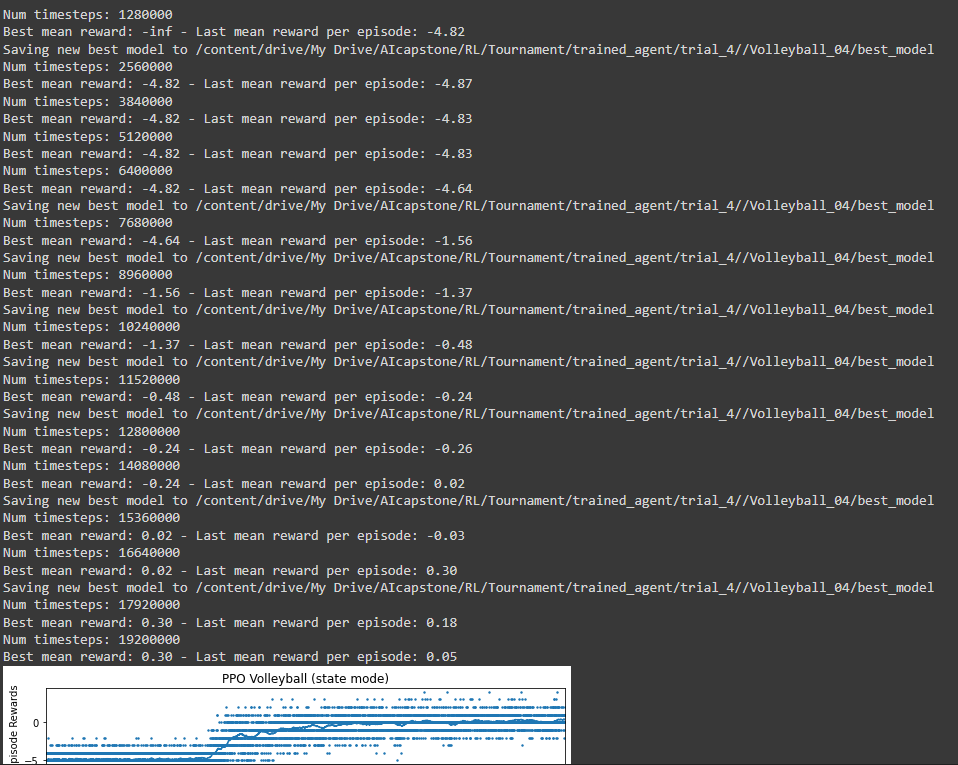 Num timesteps: 1280000
Best mean reward: -inf - Last mean reward per episode: -4.82
Saving new best model to /content/drive/My Drive/AIcapstone/RL/Tournament/trained_agent/trial_4//Volleyball_04/best_model
Num timesteps: 2560000
Best mean reward: -4.82 - Last mean reward per episode: -4.87
Num timesteps: 3840000
Best mean reward: -4.82 - Last mean reward per episode: -4.83
Num timesteps: 5120000
Best mean reward: -4.82 - Last mean reward per episode: -4.83
Num timesteps: 6400000
Best mean reward: -4.82 - Last mean reward per episode: -4.64
Saving new best model to /content/drive/My Drive/AIcapstone/RL/Tournament/trained_agent/trial_4//Volleyball_04/best_model
Num timesteps: 7680000
Best mean reward: -4.64 - Last mean reward per episode: -1.56
Saving new best model to /content/drive/My Drive/AIcapstone/RL/Tournament/trained_agent/trial_4//Volleyball_04/best_model
Num timesteps: 8960000
Best mean reward: -1.56 - Last mean reward per episode: -1.37
Saving new best model to /content/drive/My Drive/AIcapstone/RL/Tournament/trained_agent/trial_4//Volleyball_04/best_model
Num timesteps: 10240000
Best mean reward: -1.37 - Last mean reward per episode: -0.48
Saving new best model to /content/drive/My Drive/AIcapstone/RL/Tournament/trained_agent/trial_4//Volleyball_04/best_model
Num timesteps: 11520000
Best mean reward: -0.48 - Last mean reward per episode: -0.24
Saving new best model to /content/drive/My Drive/AIcapstone/RL/Tournament/trained_agent/trial_4//Volleyball_04/best_model
Num timesteps: 12800000
Best mean reward: -0.24 - Last mean reward per episode: -0.26
Num timesteps: 14080000
Best mean reward: -0.24 - Last mean reward per episode: 0.02
Saving new best model to /content/drive/My Drive/AIcapstone/RL/Tournament/trained_agent/trial_4//Volleyball_04/best_model
Num timesteps: 15360000
Best mean reward: 0.02 - Last mean reward per episode: -0.03
Num timesteps: 16640000
Best mean reward: 0.02 - Last mean reward per episode: 0.30
Saving new best model to /content/drive/My Drive/AIcapstone/RL/Tournament/trained_agent/trial_4//Volleyball_04/best_model
Num timesteps: 17920000
Best mean reward: 0.30 - Last mean reward per episode: 0.18
Num timesteps: 19200000
Best mean reward: 0.30 - Last mean reward per episode: 0.05
PPO Volleyball (state mode)
pisode Rewards
0
-5